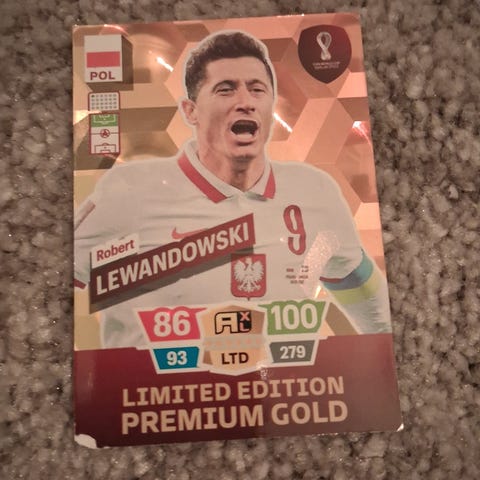 POL
Robert
LEWANDOWSKI
9
86
AXL
100
93
LTD
279
LIMITED EDITION
PREMIUM GOLD